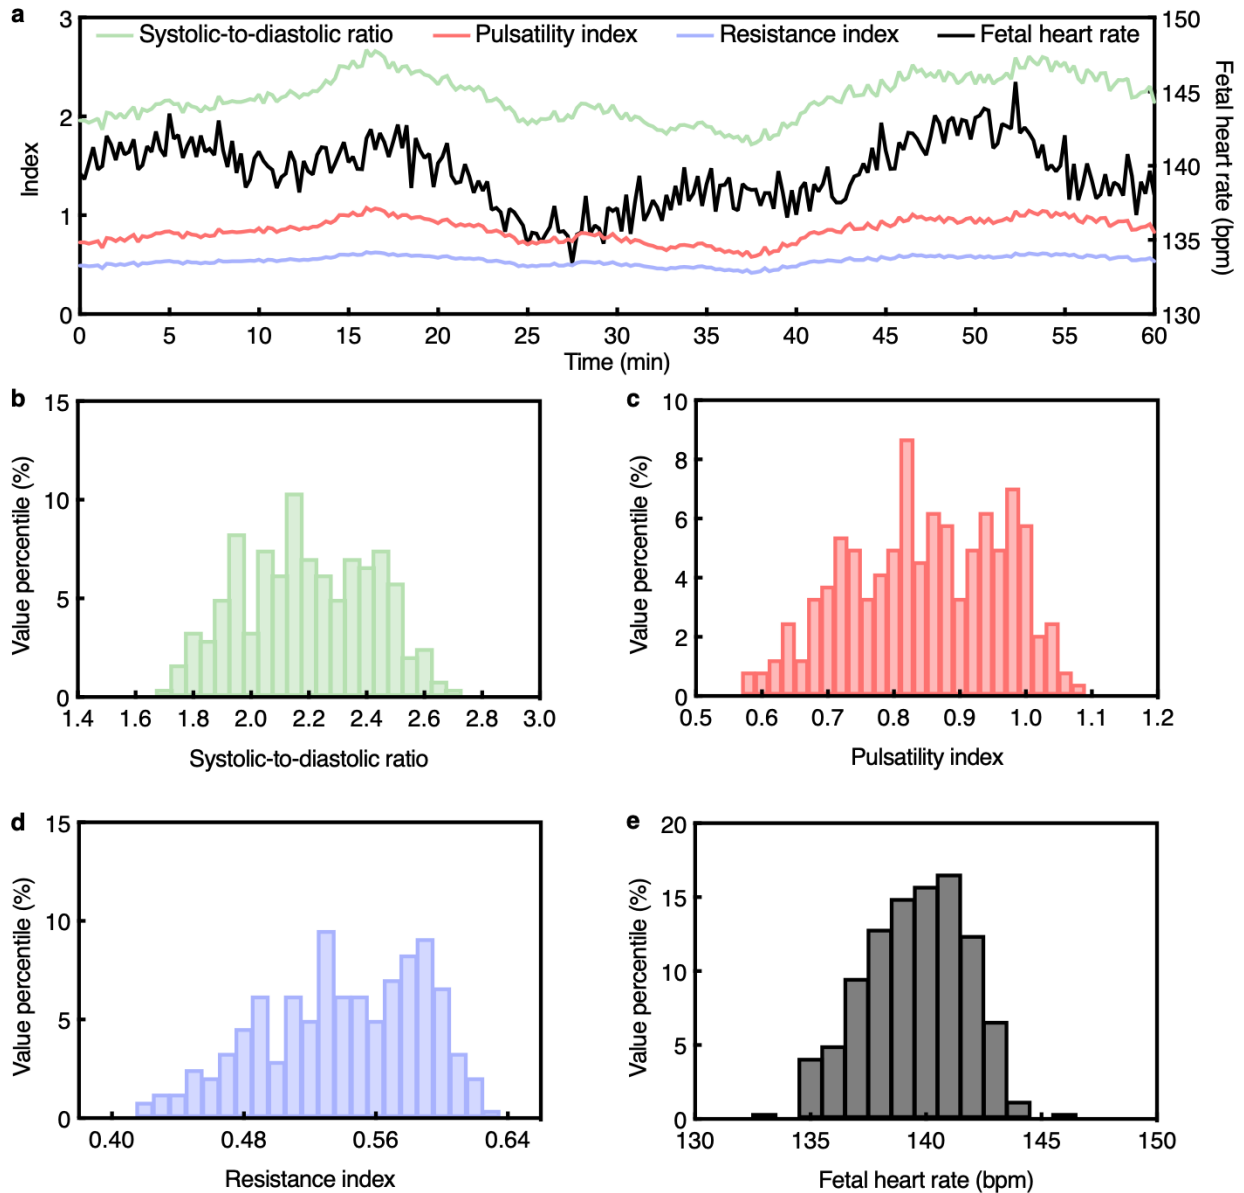 a
Systolic-to-diastolic ratio Pulsatility index Resistance index Fetal heart rate
3
2
1
0
Index
150
145
140
135
130
Fetal heart rate (bpm)
0 5 10 15 20 25 30 35 40 45 50 55 60
Time (min)
b
15
10
5
0
Value percentile (%)
1.4 1.6 1.8 2.0 2.2 2.4 2.6 2.8 3.0
Systolic-to-diastolic ratio
c
10
8
6
4
2
0
Value percentile (%)
0.5 0.6 0.7 0.8 0.9 1.0 1.1 1.2
Pulsatility index
d
15
10
5
0
Value percentile (%)
0.40 0.48 0.56 0.64
Resistance index
e
20
15
10
5
0
Value percentile (%)
130 135 140 145 150
Fetal heart rate (bpm)